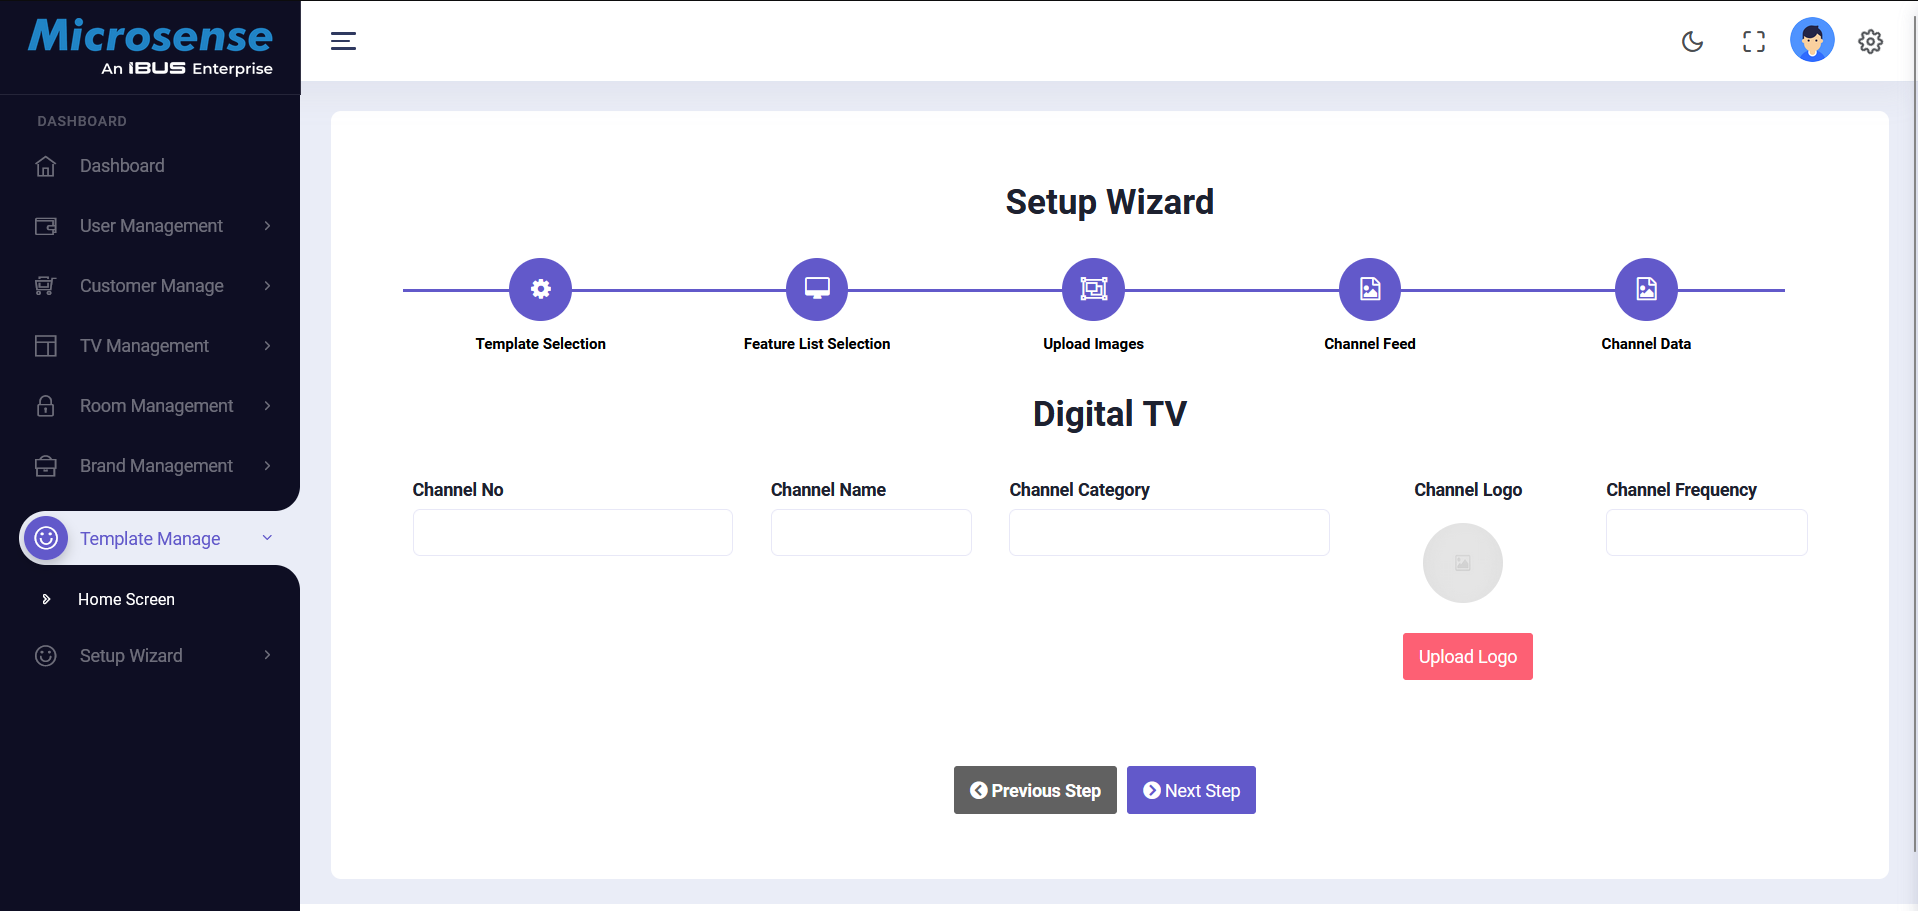 Microsense
An iBUS Enterprise
DASHBOARD
Dashboard
User Management
Customer Manage
TV Management
Room Management
Brand Management
Template Manage
Home Screen
Setup Wizard
Setup Wizard
Template Selection
Feature List Selection
Upload Images
Channel Feed
Channel Data
Digital TV
Channel No
Channel Name
Channel Category
Channel Logo
Channel Frequency
Upload Logo
Previous Step
Next Step